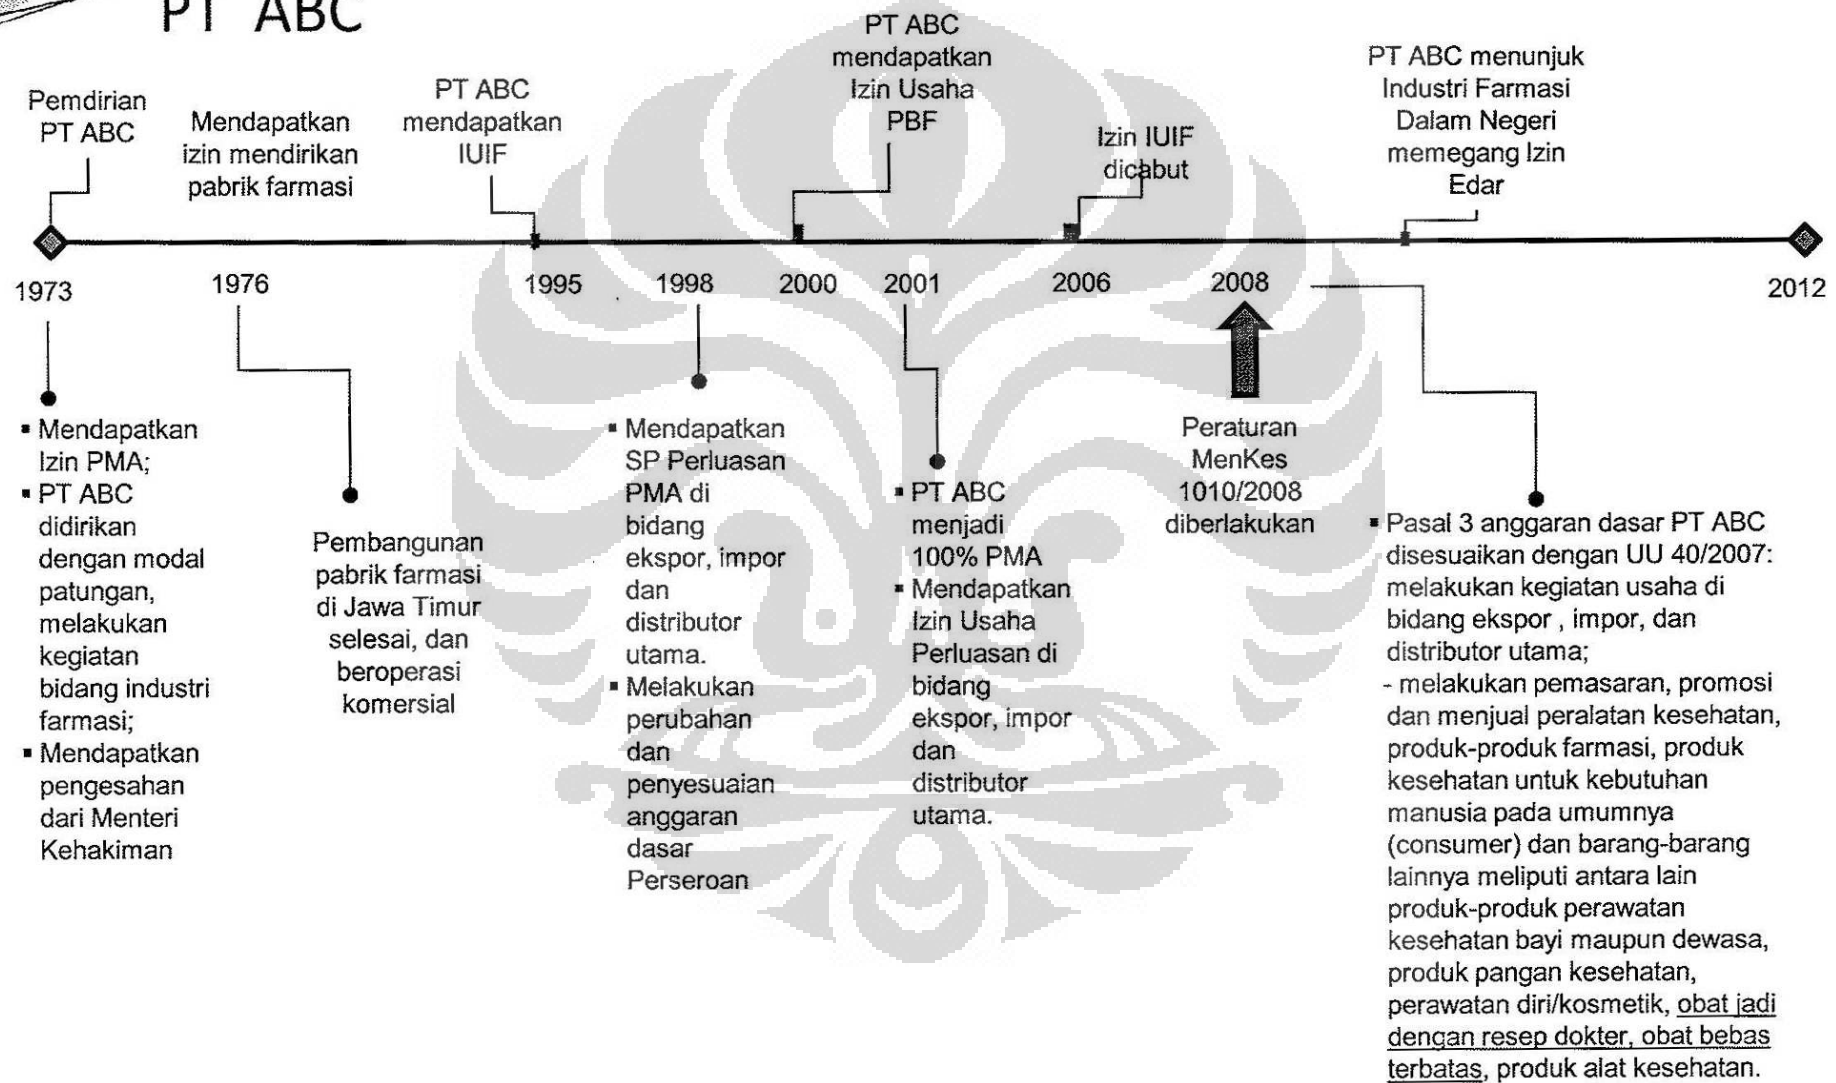 PT ABC
Pemdirian
PT ABC
Mendapatkan
izin mendirikan
pabrik farmasi
PT ABC
mendapatkan
IUIF
PT ABC
mendapatkan
Izin Usaha
PBF
Izin IUIF
dicabut
PT ABC menunjuk
Industri Farmasi
Dalam Negeri
memegang Izin
Edar
1973
1976
1995
1998
2000
2001
2006
2008
2012
▪ Mendapatkan
Izin PMA;
▪ PT ABC
didirikan
dengan modal
patungan,
melakukan
kegiatan
bidang industri
farmasi;
▪ Mendapatkan
pengesahan
dari Menteri
Kehakiman
Pembangunan
pabrik farmasi
di Jawa Timur
selesai, dan
beroperasi
komersial
▪ Mendapatkan
SP Perluasan
PMA di
bidang
ekspor, impor
dan
distributor
utama.
▪ Melakukan
perubahan
dan
penyesuaian
anggaran
dasar
Perseroan
▪ PT ABC
menjadi
100% PMA
▪ Mendapatkan
Izin Usaha
Perluasan di
bidang
ekspor, impor
dan
distributor
utama.
Peraturan
MenKes
1010/2008
diberlakukan
▪ Pasal 3 anggaran dasar PT ABC
disesuaikan dengan UU 40/2007:
melakukan kegiatan usaha di
bidang ekspor , impor, dan
distributor utama;
- melakukan pemasaran, promosi
dan menjual peralatan kesehatan,
produk-produk farmasi, produk
kesehatan untuk kebutuhan
manusia pada umumnya
(consumer) dan barang-barang
lainnya meliputi antara lain
produk-produk perawatan
kesehatan bayi maupun dewasa,
produk pangan kesehatan,
perawatan diri/kosmetik, obat jadi
dengan resep dokter, obat bebas
terbatas, produk alat kesehatan.